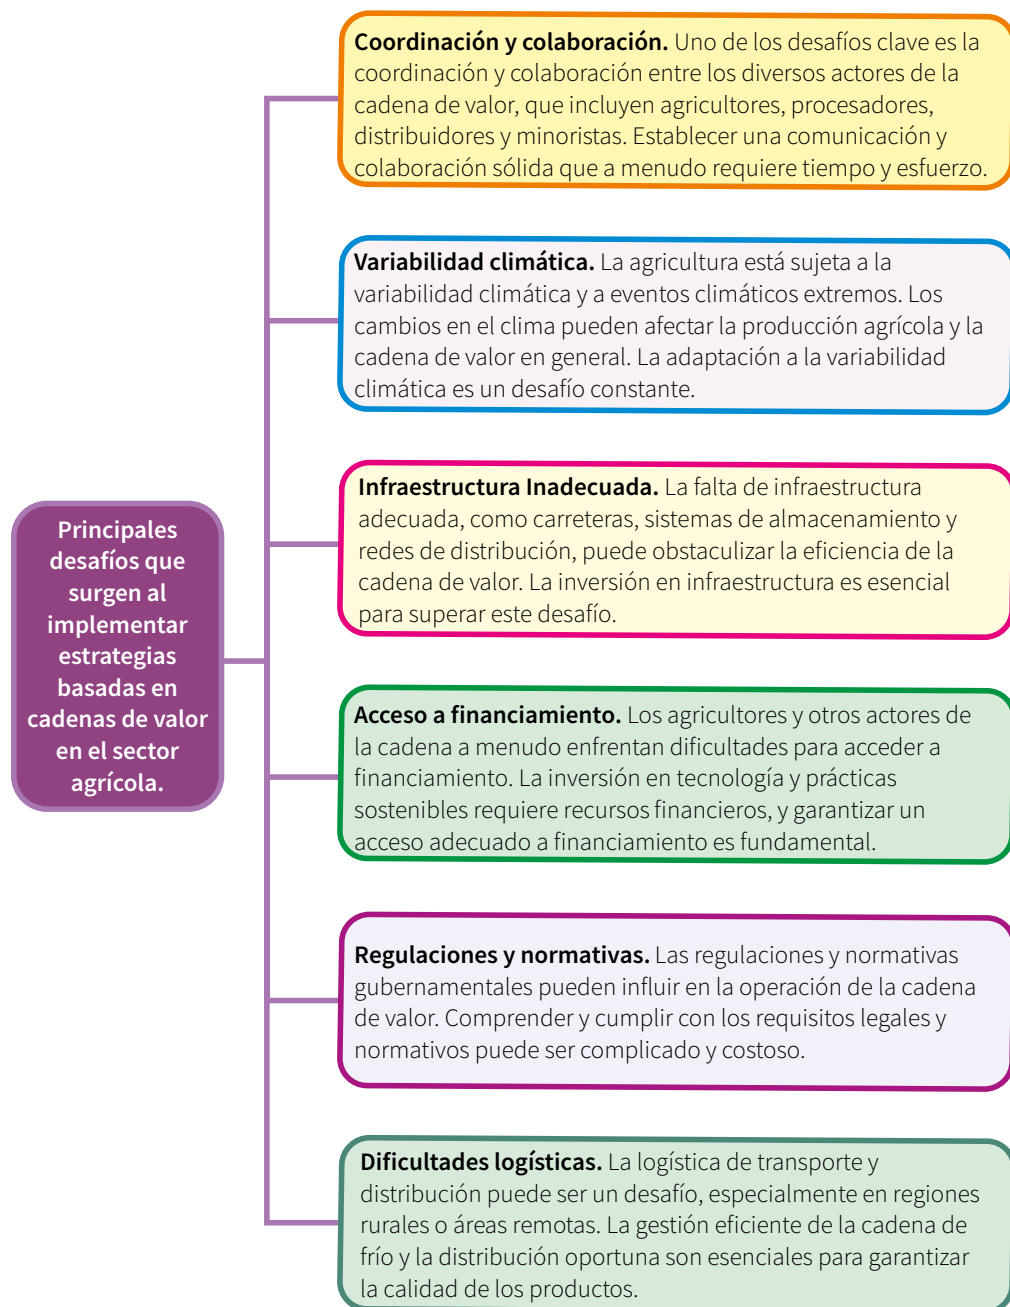 Coordinación y colaboración. Uno de los desafíos clave es la
coordinación y colaboración entre los diversos actores de la
cadena de valor, que incluyen agricultores, procesadores,
distribuidores y minoristas. Establecer una comunicación y
colaboración sólida que a menudo requiere tiempo y esfuerzo.
Variabilidad climática. La agricultura está sujeta a la
variabilidad climática y a eventos climáticos extremos. Los
cambios en el clima pueden afectar la producción agrícola y la
cadena de valor en general. La adaptación a la variabilidad
climática es un desafío constante.
Infraestructura Inadecuada. La falta de infraestructura
adecuada, como carreteras, sistemas de almacenamiento y
redes de distribución, puede obstaculizar la eficiencia de la
cadena de valor. La inversión en infraestructura es esencial
para superar este desafío.
Principales
desafíos que
surgen al
implementar
estrategias
basadas en
cadenas de valor
en el sector
agrícola.
Acceso a financiamiento. Los agricultores y otros actores de
la cadena a menudo enfrentan dificultades para acceder a
financiamiento. La inversión en tecnología y prácticas
sostenibles requiere recursos financieros, y garantizar un
acceso adecuado a financiamiento es fundamental.
Regulaciones y normativas. Las regulaciones y normativas
gubernamentales pueden influir en la operación de la cadena
de valor. Comprender y cumplir con los requisitos legales y
normativos puede ser complicado y costoso.
Dificultades logísticas. La logística de transporte y
distribución puede ser un desafío, especialmente en regiones
rurales o áreas remotas. La gestión eficiente de la cadena de
frío y la distribución oportuna son esenciales para garantizar
la calidad de los productos.